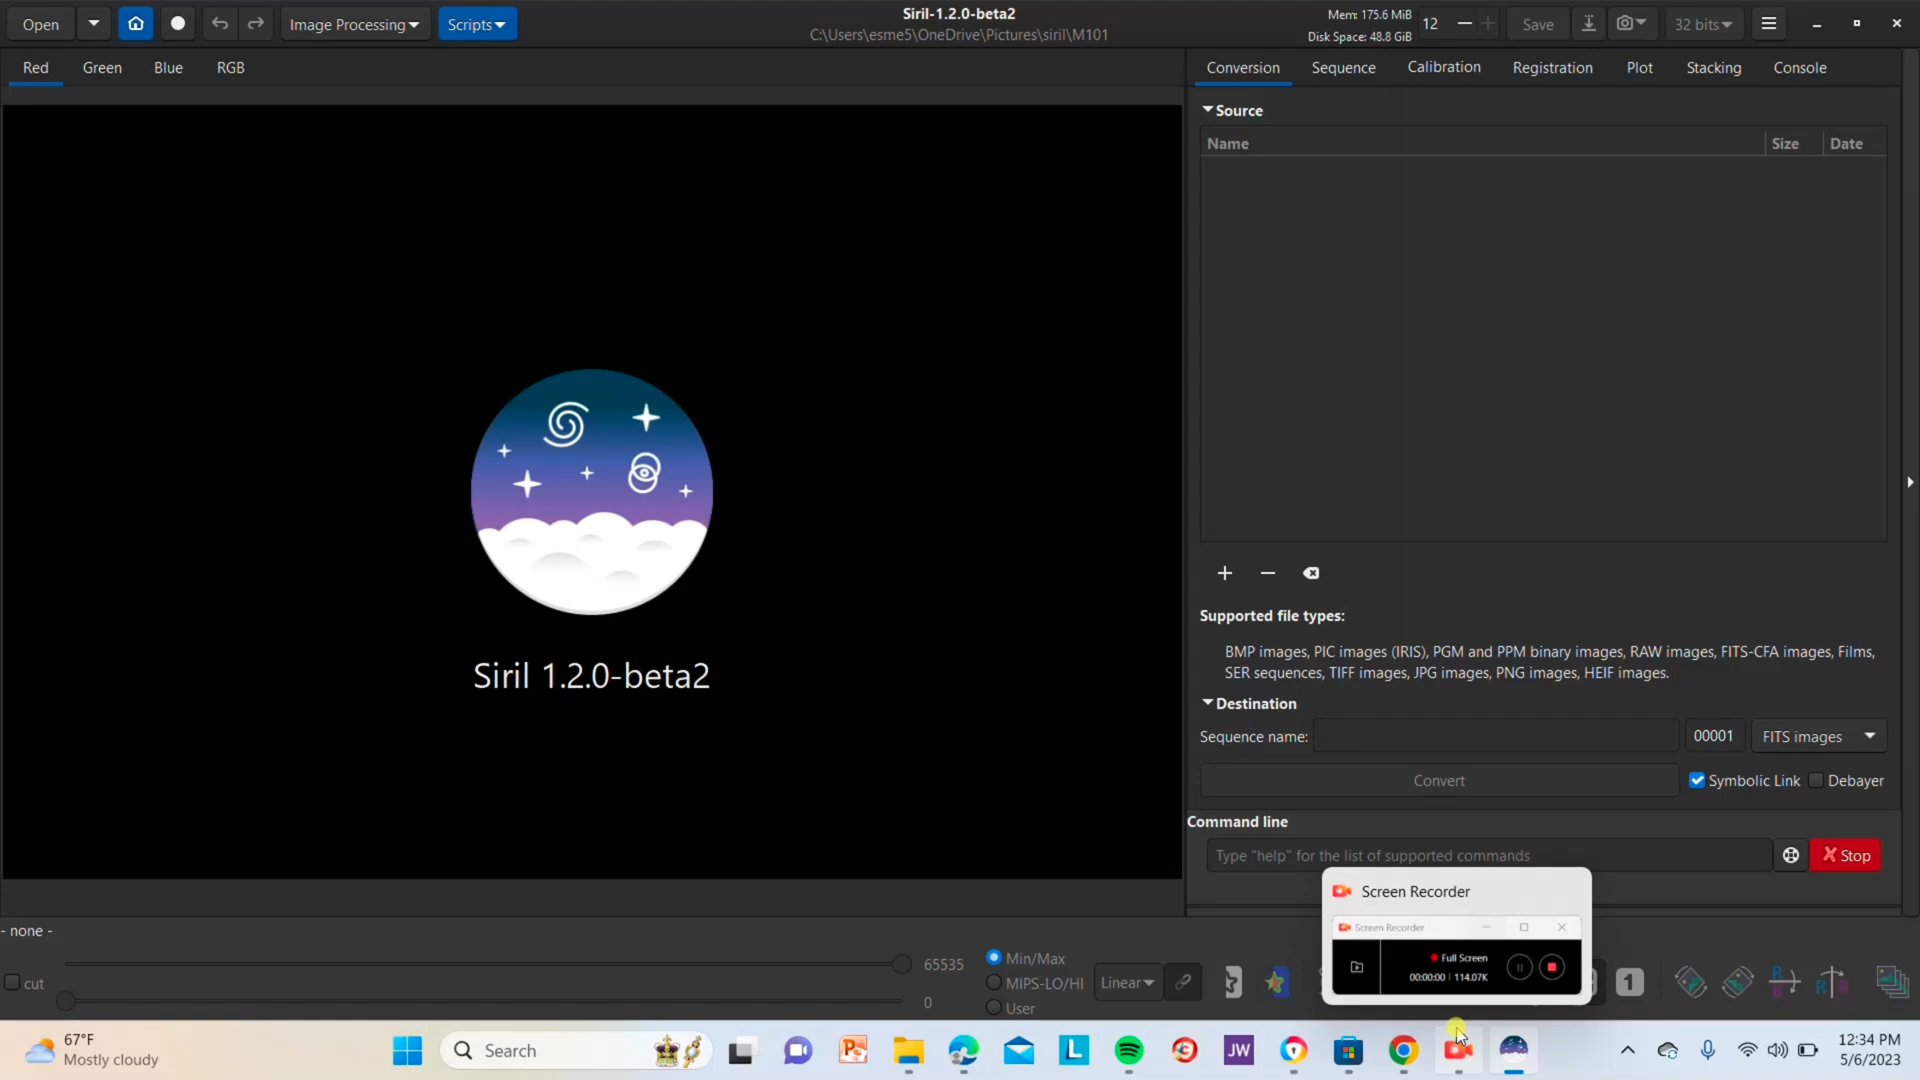 Open
Image Processing
Scripts
Siril-1.2.0-beta2
C:\Users\esme5\OneDrive\Pictures\siril\M101
Mem: 175.6 MiB
Disk Space: 48.8 GiB
12
Save
32 bits
Red
Green
Blue
RGB
Conversion
Sequence
Calibration
Registration
Plot
Stacking
Console
Source
Name
Size
Date
Siril 1.2.0-beta2
Supported file types:
BMP images, PIC images (IRIS), PGM and PPM binary images, RAW images, FITS-CFA images, Films,
SER sequences, TIFF images, JPG images, PNG images, HEIF images.
Destination
Sequence name:
00001
FITS images
Convert
Symbolic Link
Debayer
Command line
Type "help" for the list of supported commands
Stop
Screen Recorder
Screen Recorder
Full Screen
00:00:00 | 114.07K
- none -
cut
65535
0
Min/Max
MIPS-LO/HI
User
Linear
1
67°F
Mostly cloudy
Search
L
JW
12:34 PM
5/6/2023